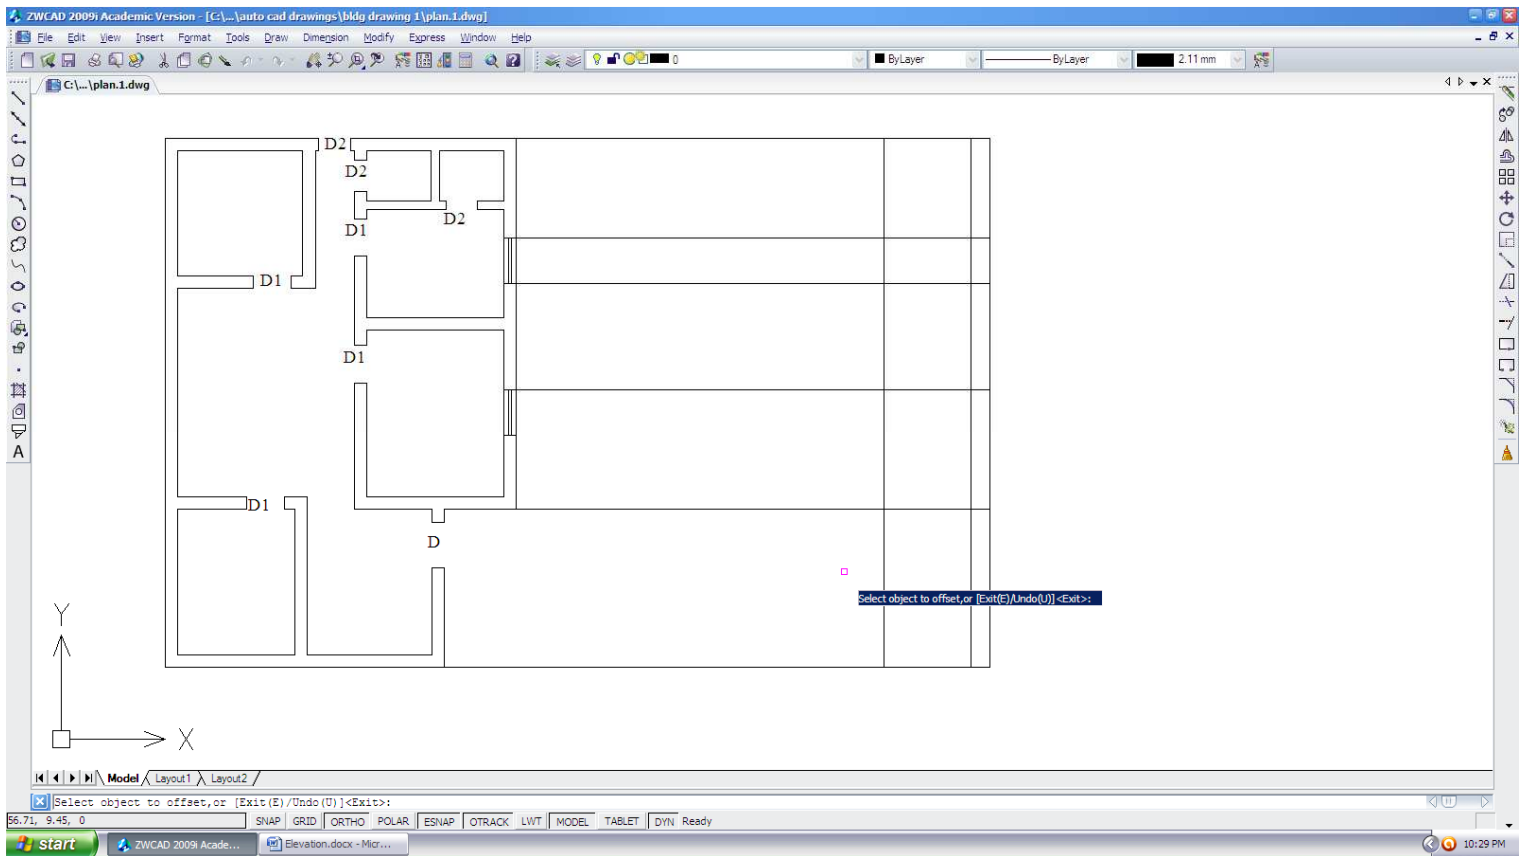 ZWCAD 2009i Academic Version - [C:\...\auto cad drawings\bldg drawing 1\plan.1.dwg]
File Edit View Insert Format Tools Draw Dimension Modify Express Window Help
0 ByLayer ByLayer 2.11 mm
C:\...\plan.1.dwg
A
D2
D2
D2
D1
D1
D1
D1
D
Select object to offset,or [Exit(E)/Undo(U)]<Exit>:
Y
X
Model Layout1 Layout2
Select object to offset,or [Exit(E)/Undo(U)]<Exit>:
56.71, 9.45, 0 SNAP GRID ORTHO POLAR ESNAP OTRACK LWT MODEL TABLET DYN Ready
start ZWCAD 2009i Acade... Elevation.docx - Micr... 10:29 PM